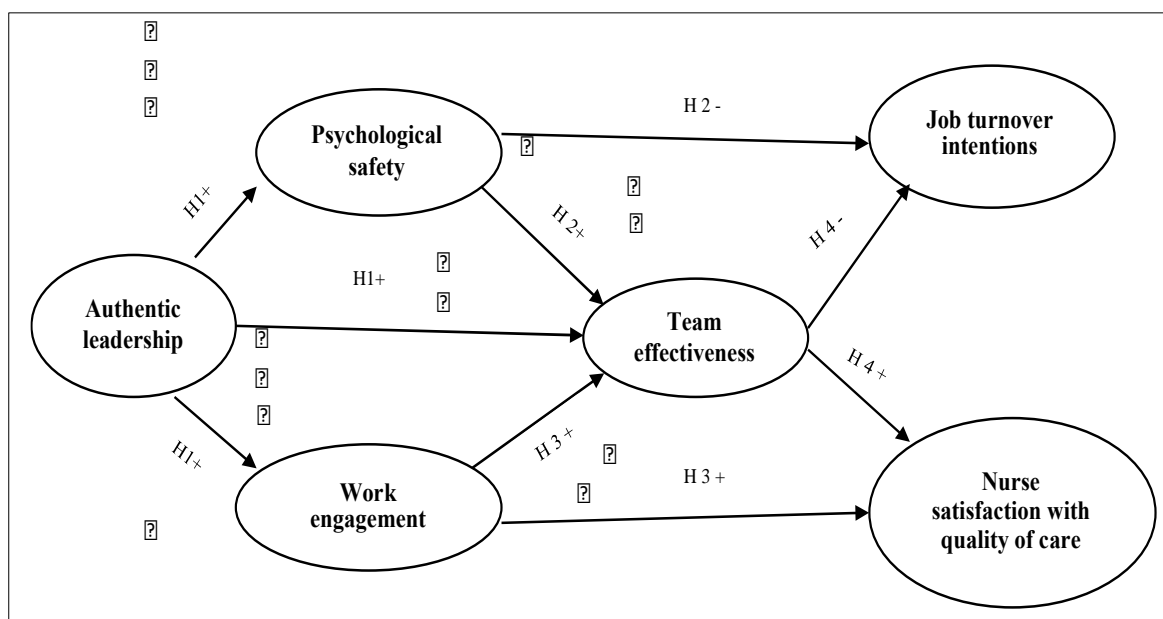 H 2 -
Job turnover
intentions
Psychological
safety
H1+
H 2+
H 4 -
H1+
Authentic
leadership
Team
effectiveness
H 4 +
H1+
H 3 +
H 3 +
Work
engagement
Nurse
satisfaction with
quality of care